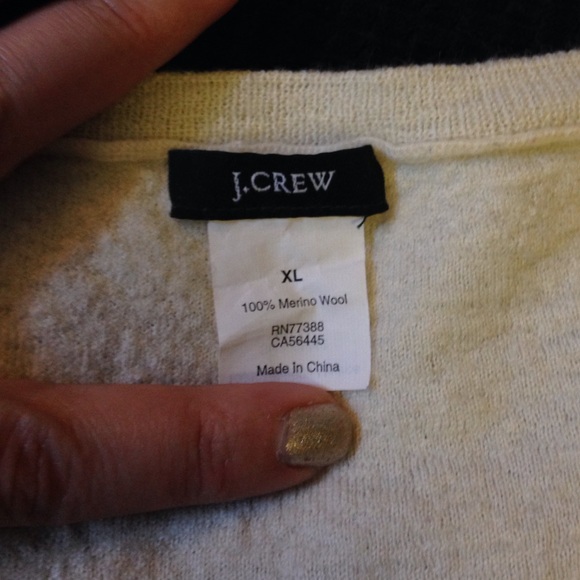 J.CREW
XL
100% Merino Wool
RN77388
CA56445
Made in China